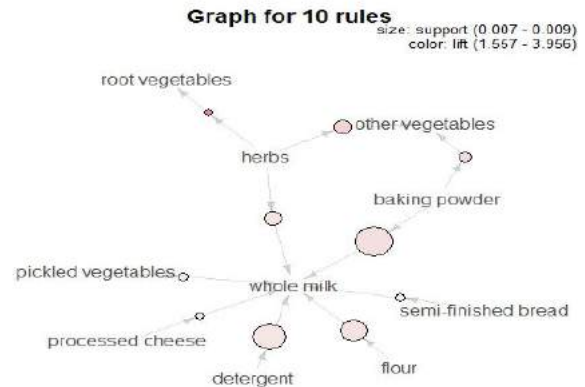 Graph for 10 rules
size: support (0.007 - 0.009)
color: lift (1.557 - 3.956)
root vegetables
other vegetables
herbs
baking powder
pickled vegetables
whole milk
semi-finished bread
processed cheese
flour
detergent